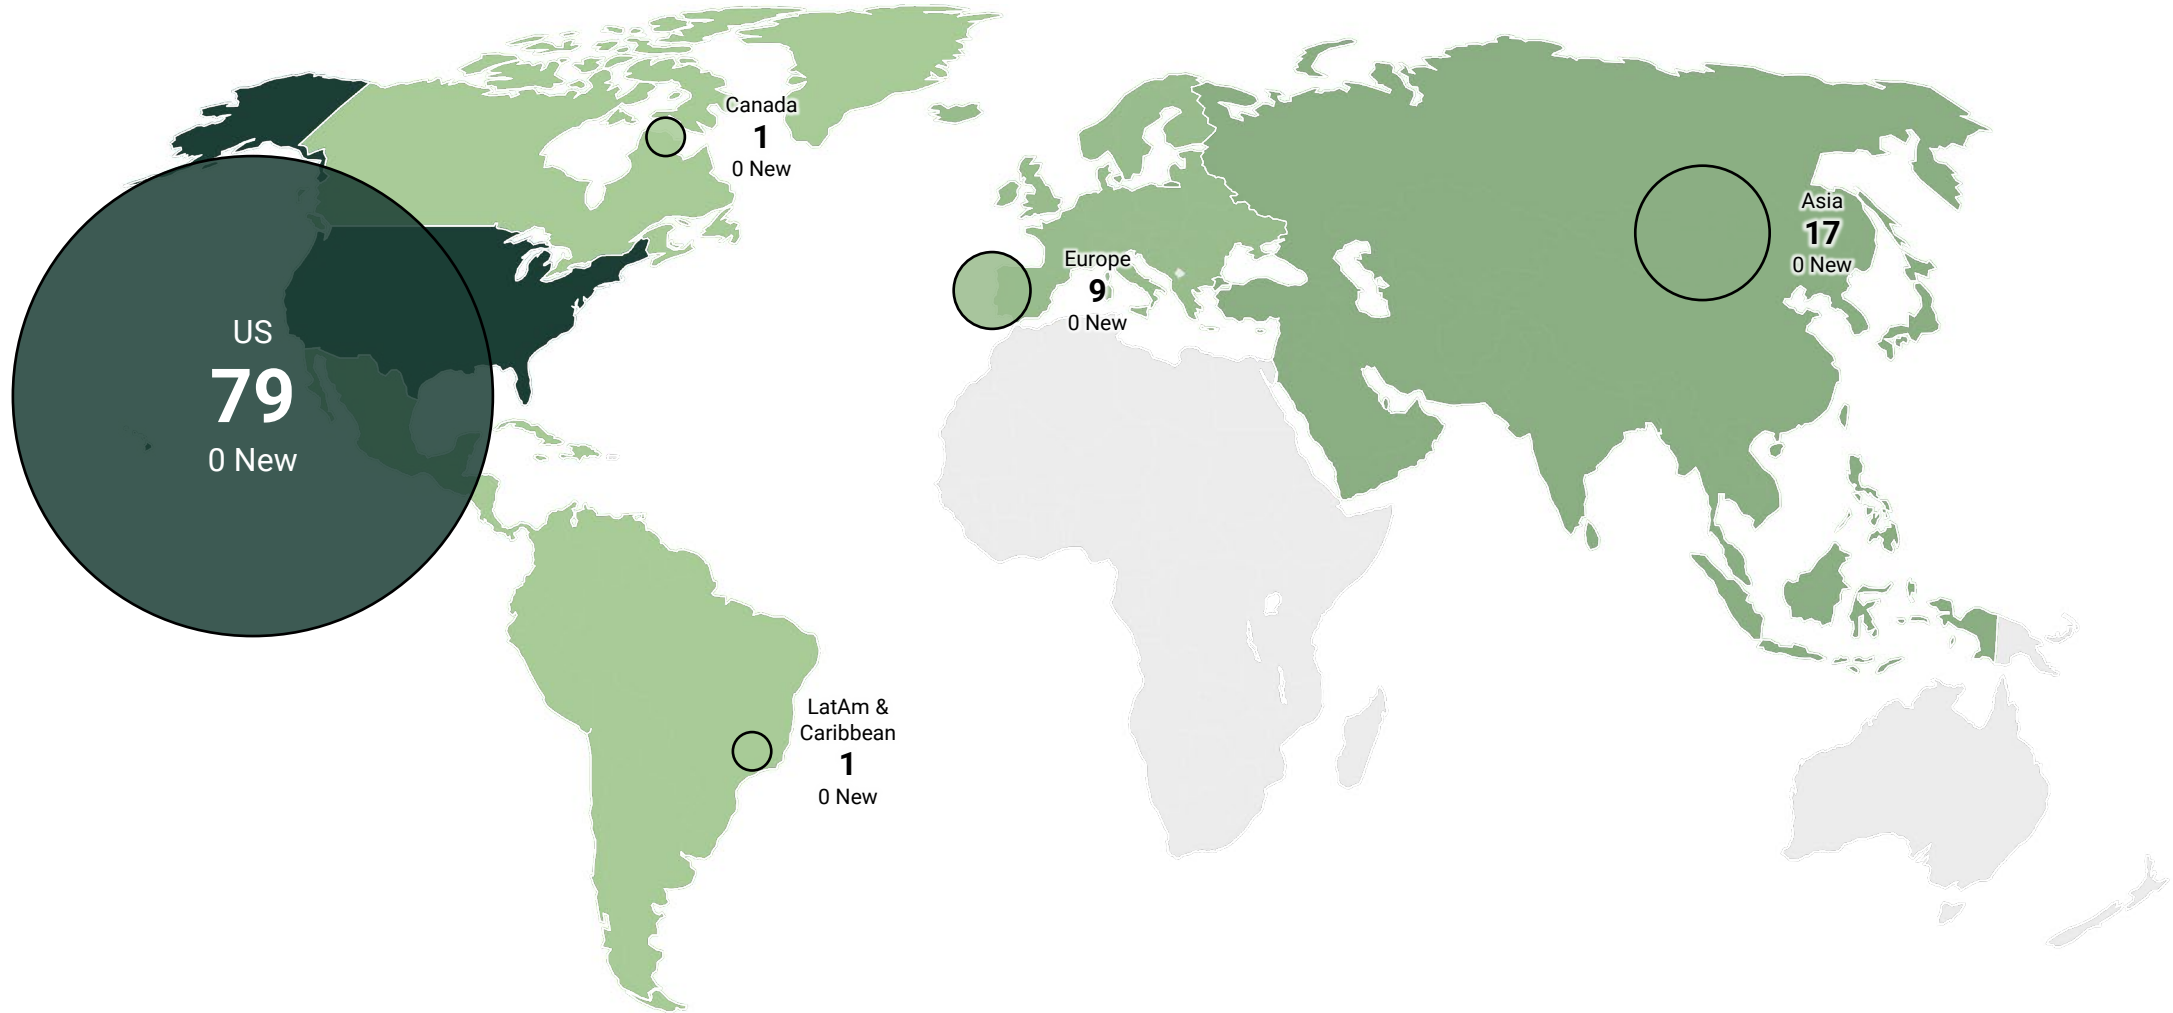 Canada
1
0 New
Asia
17
0 New
Europe
9
0 New
US
79
0 New
LatAm &
Caribbean
1
0 New